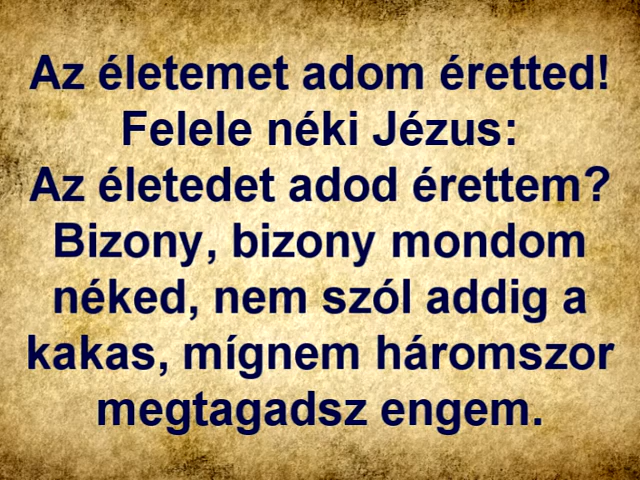 Az életemet adom éretted!
Felele néki Jézus:
Az életedet adod érettem?
Bizony, bizony mondom
néked, nem szól addig a
kakas, mígnem háromszor
megtagadsz engem.